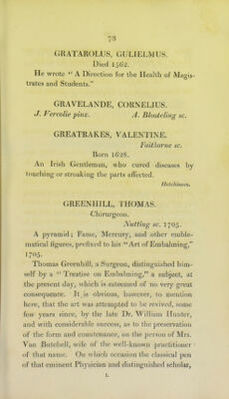 73
GRATAROLUS, GULIELMUS.
Died 1562.
He wrote “ A Direction for the Health of Magis-
trates and Students.”
GRAVELANDE, CORNELIUS.
J. Vercolie pinx. A. Blooteling sc.
GREATRAKES, VALENTINE.
Faithorne sc.
Born 1628.
An Irish Gentleman, who cured diseases by
touching or stroaking the parts affected.
Hutchinson.
GREENHILL, THOMAS.
Chirurgeon.
Nutting sc. 1705.
A pyramid; Fame, Mercury, and other emble-
matical figures, prefixed to his “Art of Embalming,”
1705.
Thomas Greenhill, a Surgeon, distinguished him-
self by a “ Treatise on Embalming,” a subject, at
the present day, which is esteemed of no very great
consequence. It is obvious, however, to mention
here, that the art was attempted to be revived, some
few years since, by the late Dr. William Hunter,
and with considerable success, as to the preservation
of the form and countenance, on the person of Mrs.
Van Butchell, wife of the well-known practitioner
of that name. On which occasion the classical pen
of that eminent Physician and distinguished scholar,
L